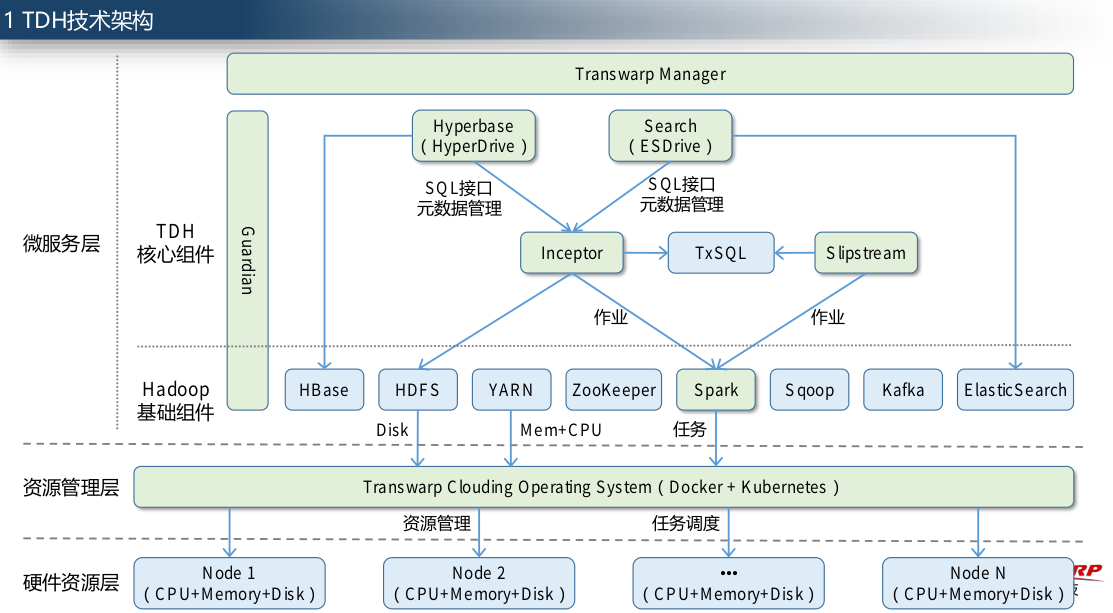 1 TDH技术架构
Transwarp Manager
Hyperbase
( HyperDrive )
Search
( ESDrive )
SQL接口
元数据管理
SQL接口
元数据管理
微服务层
TDH
核心组件
Guardian
Inceptor
TxSQL
Slipstream
作业
作业
Hadoop
基础组件
HBase
HDFS
YARN
ZooKeeper
Spark
Sqoop
Kafka
ElasticSearch
Disk
Mem+CPU
任务
资源管理层
Transwarp Clouding Operating System ( Docker + Kubernetes )
资源管理
任务调度
硬件资源层
Node 1
( CPU+Memory+Disk )
Node 2
( CPU+Memory+Disk )
•••
( CPU+Memory+Disk )
Node N
( CPU+Memory+Disk )
RP